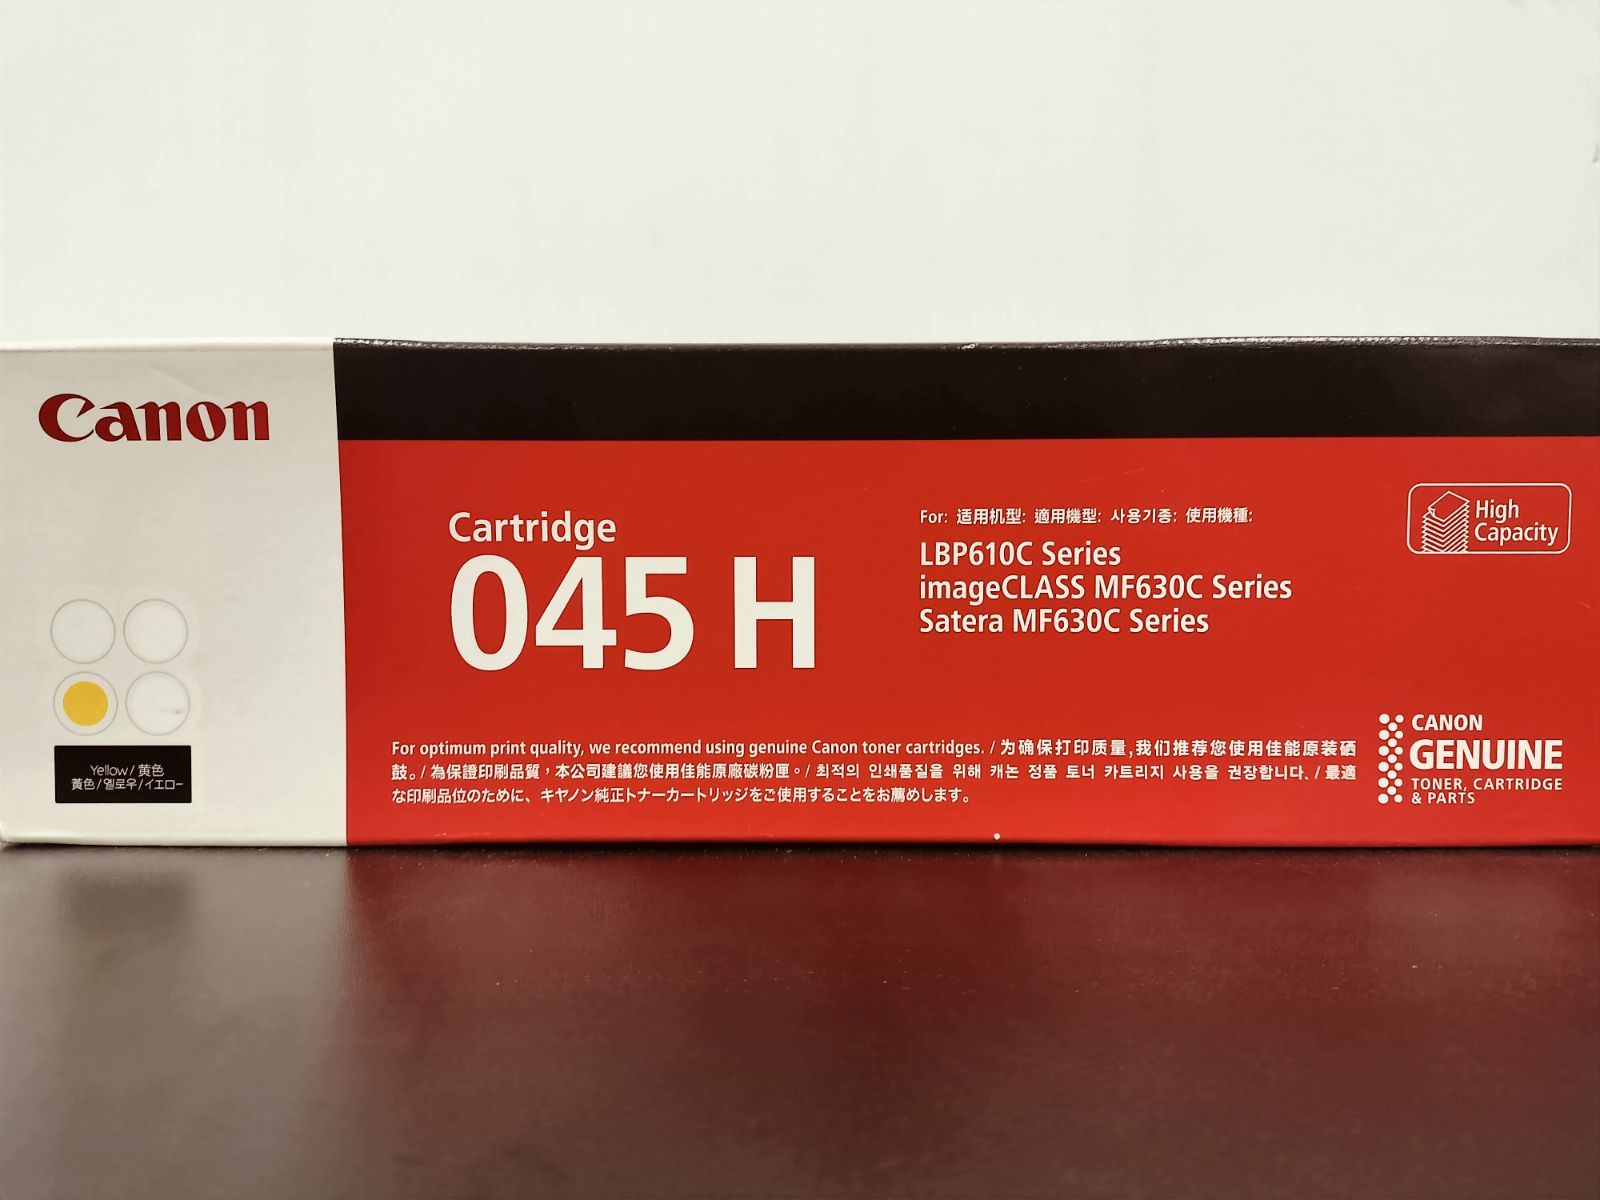 Canon
Yellow / 黄色
黃色 / 옐로우 / イエロー
Cartridge
045 H
For: 适用机型: 適用機型: 사용기종: 使用機種:
LBP610C Series
imageCLASS MF630C Series
Satera MF630C Series
High
Capacity
For optimum print quality, we recommend using genuine Canon toner cartridges. / 为确保打印质量,我们推荐您使用佳能原装硒
鼓。/ 為保證印刷品質，本公司建議您使用佳能原廠碳粉匣。/ 최적의 인쇄품질을 위해 캐논 정품 토너 카트리지 사용을 권장합니다. / 最適
な印刷品位のために、キヤノン純正トナーカートリッジをご使用することをお薦めします。
CANON
GENUINE
TONER, CARTRIDGE
& PARTS